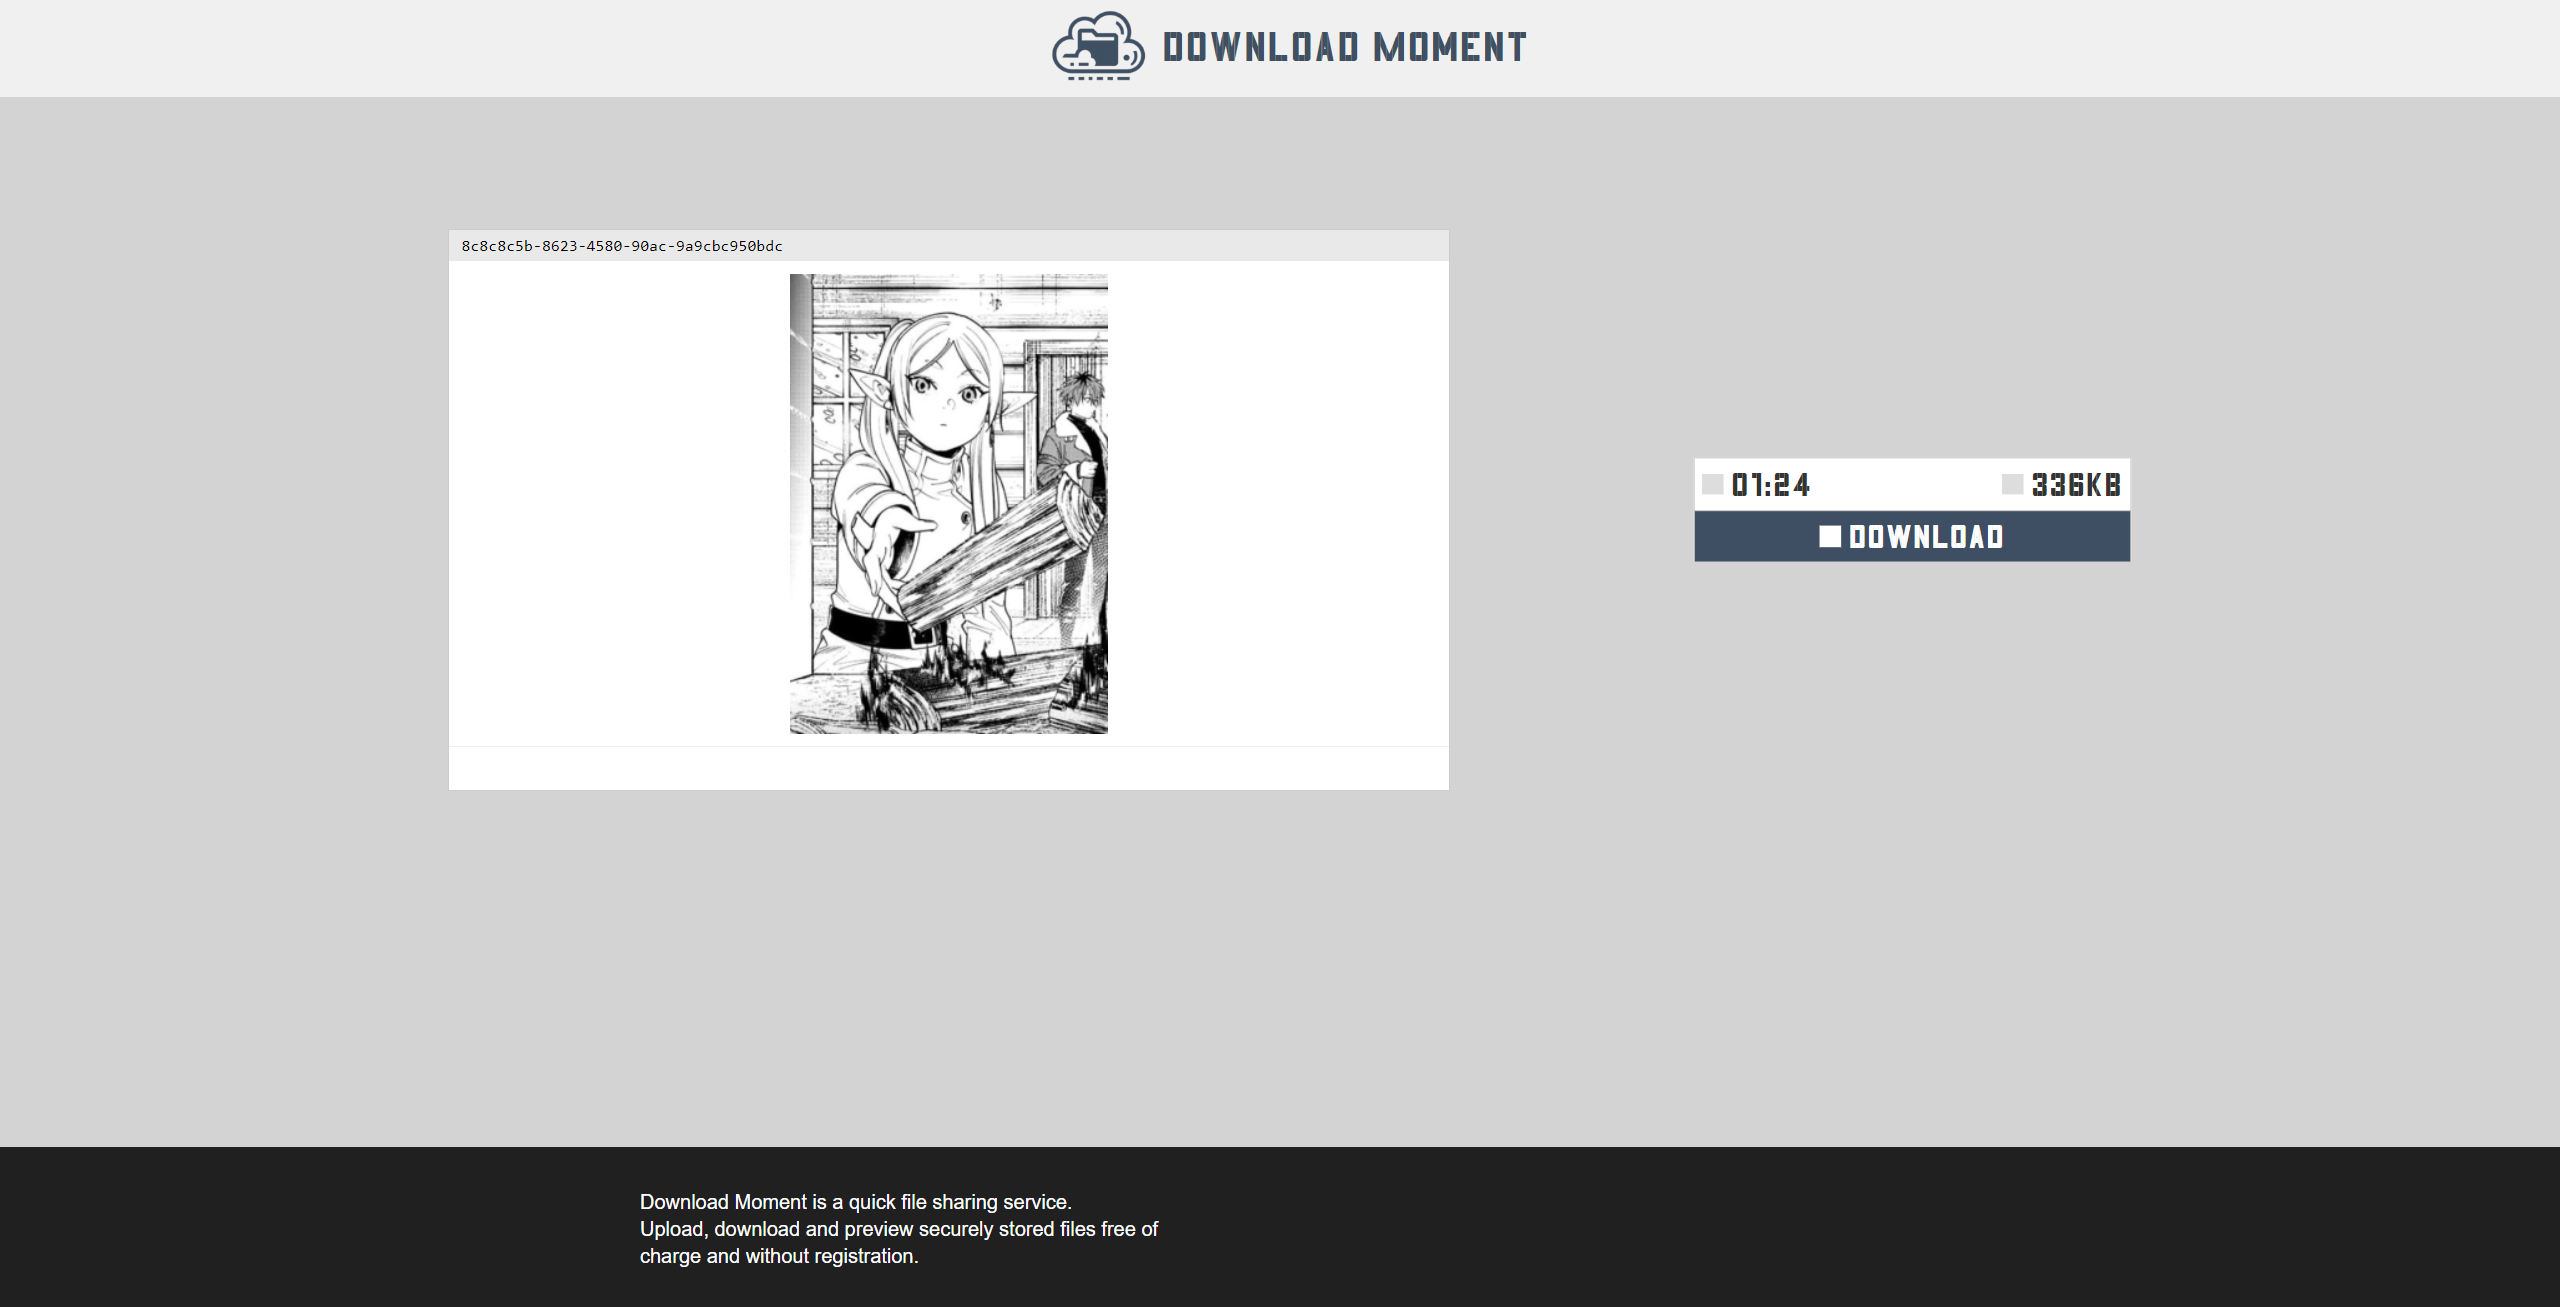 DOWNLOAD MOMENT
8c8c8c5b-8623-4580-90ac-9a9cbc950bdc
01:24
336KB
DOWNLOAD
Download Moment is a quick file sharing service.
Upload, download and preview securely stored files free of
charge and without registration.